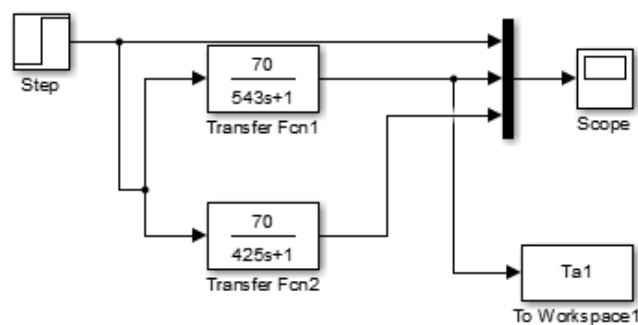 Step
70
543s+1
Transfer Fcn1
Scope
70
425s+1
Transfer Fcn2
Ta1
To Workspace1